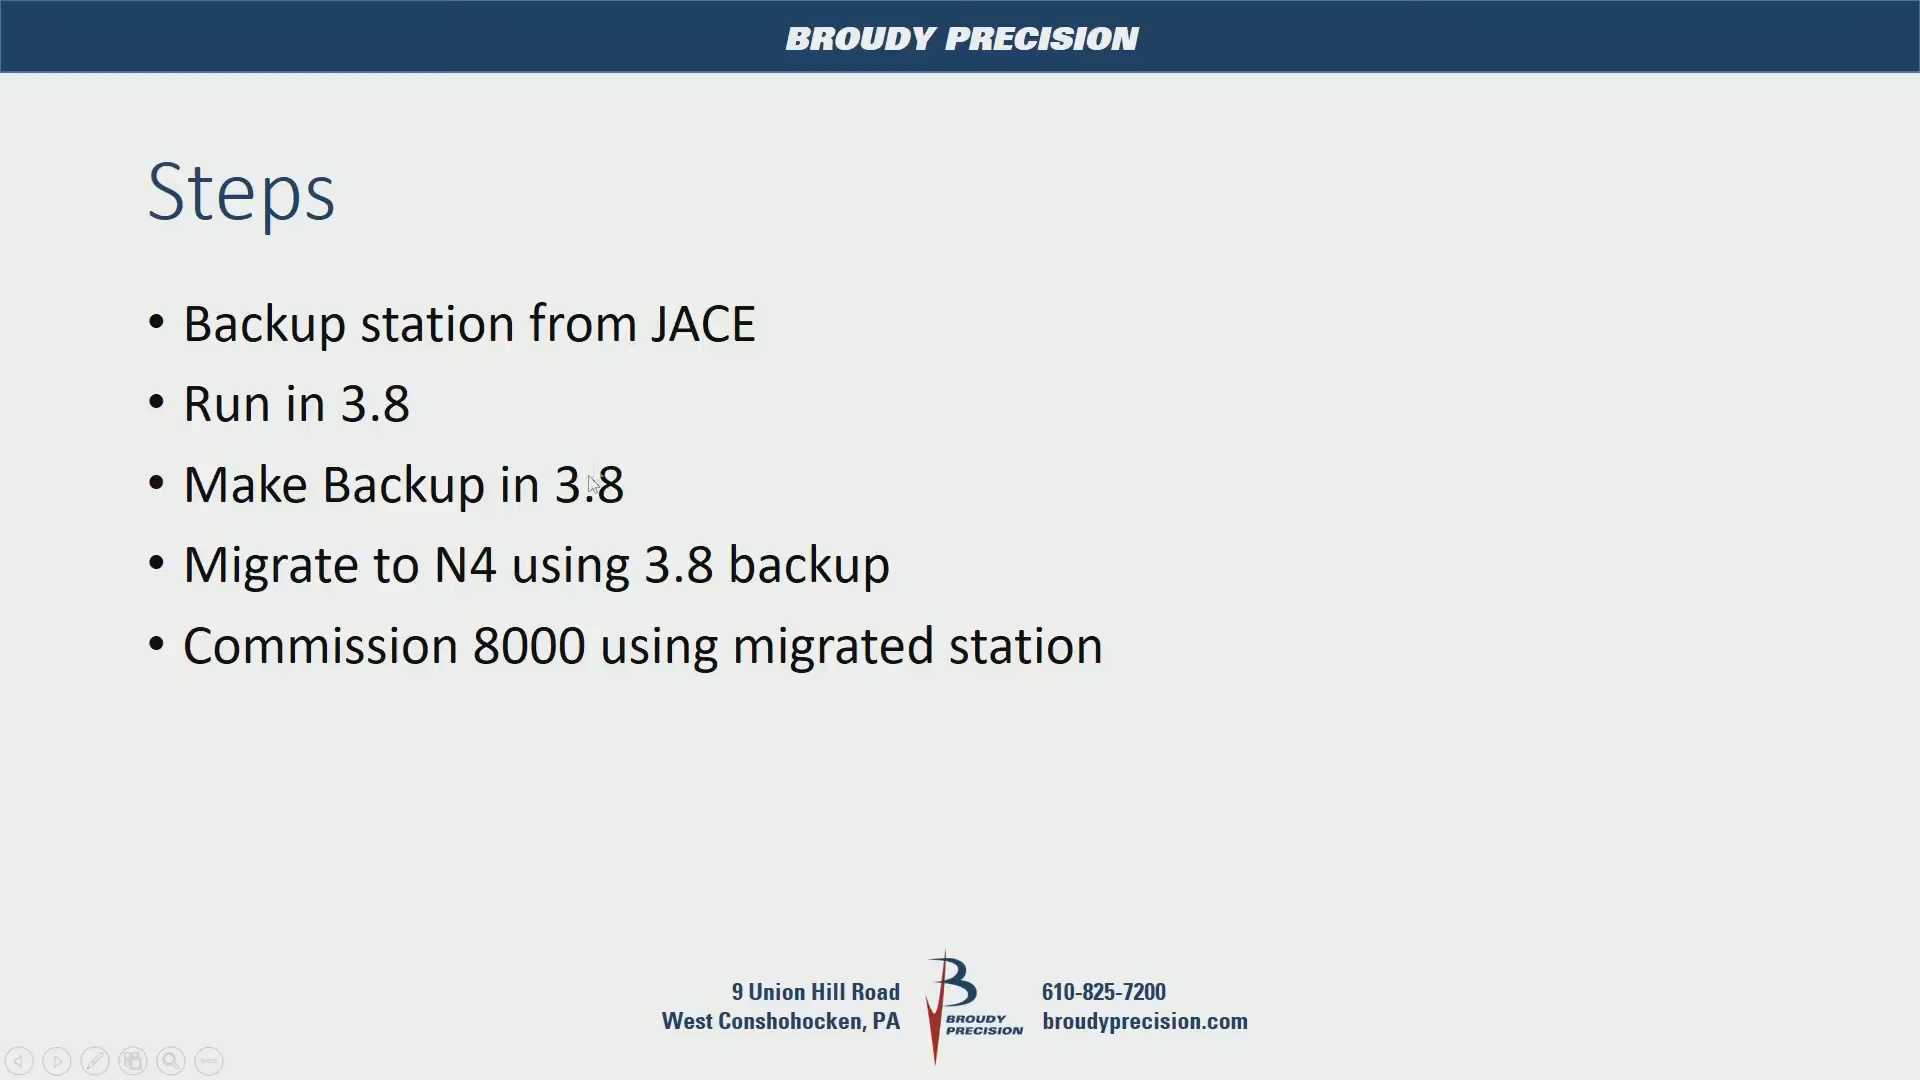 BROUDY PRECISION
Steps
• Backup station from JACE
• Run in 3.8
• Make Backup in 3.8
• Migrate to N4 using 3.8 backup
• Commission 8000 using migrated station
9 Union Hill Road
West Conshohocken, PA
B
BROUDY
PRECISION
610-825-7200
broudyprecision.com